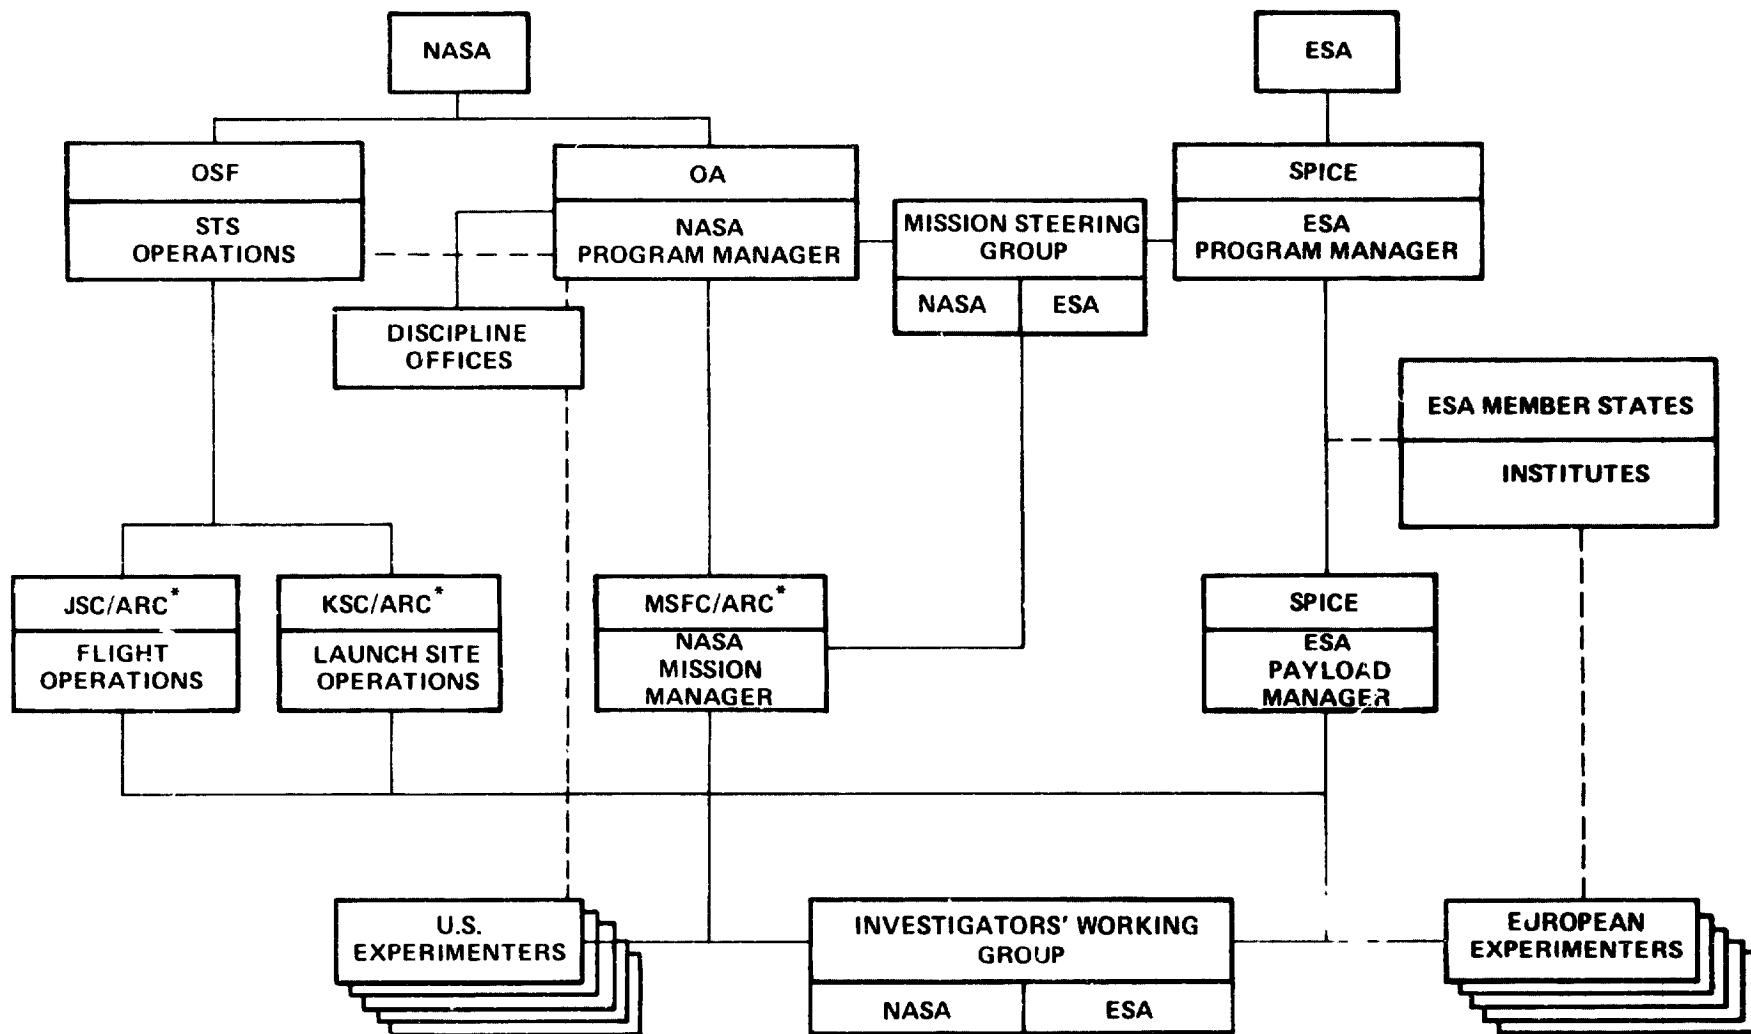 NASA
ESA
OSF
STS
OPERATIONS
OA
NASA
PROGRAM MANAGER
MISSION STEERING
GROUP
NASA
ESA
SPICE
ESA
PROGRAM MANAGER
DISCIPLINE
OFFICES
ESA MEMBER STATES
INSTITUTES
JSC/ARC*
FLIGHT
OPERATIONS
KSC/ARC*
LAUNCH SITE
OPERATIONS
MSFC/ARC*
NASA
MISSION
MANAGER
SPICE
ESA
PAYLOAD
MANAGER
U.S.
EXPERIMENTERS
INVESTIGATORS' WORKING
GROUP
NASA
ESA
EUROPEAN
EXPERIMENTERS